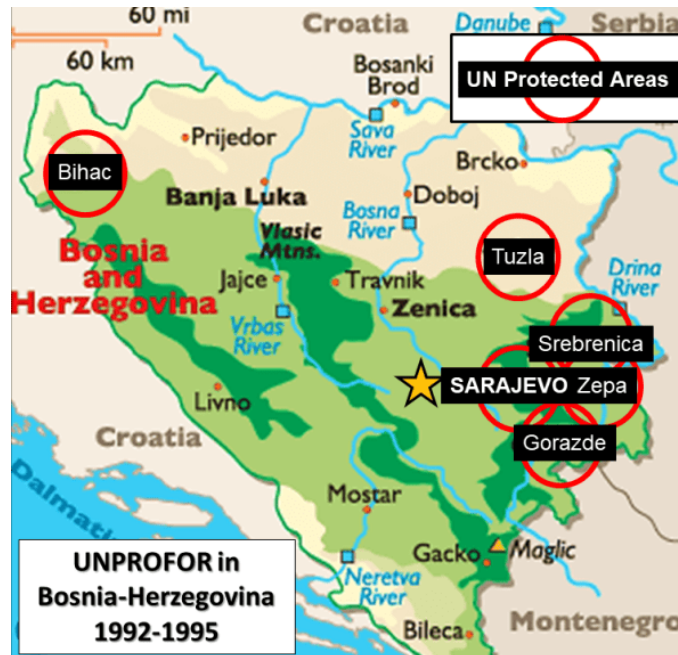 60 mi
60 km
Croatia
Danube
Serbia
UN Protected Areas
Bosanki
Brod
Sava
River
Prijedor
Brcko
Bihac
Banja Luka
Doboj
Bosna
River
Vlasic
Mtns.
Tuzla
Bosnia
and
Herzegovina
Jajce
Travnik
Drina
River
Zenica
Vrbas
River
Srebrenica
SARAJEVO Zepa
Livno
Gorazde
Croatia
Dalmat
Mostar
UNPROFOR in
Bosnia-Herzegovina
1992-1995
Gacko
Maglic
Neretva
River
Bileca
Montenegro